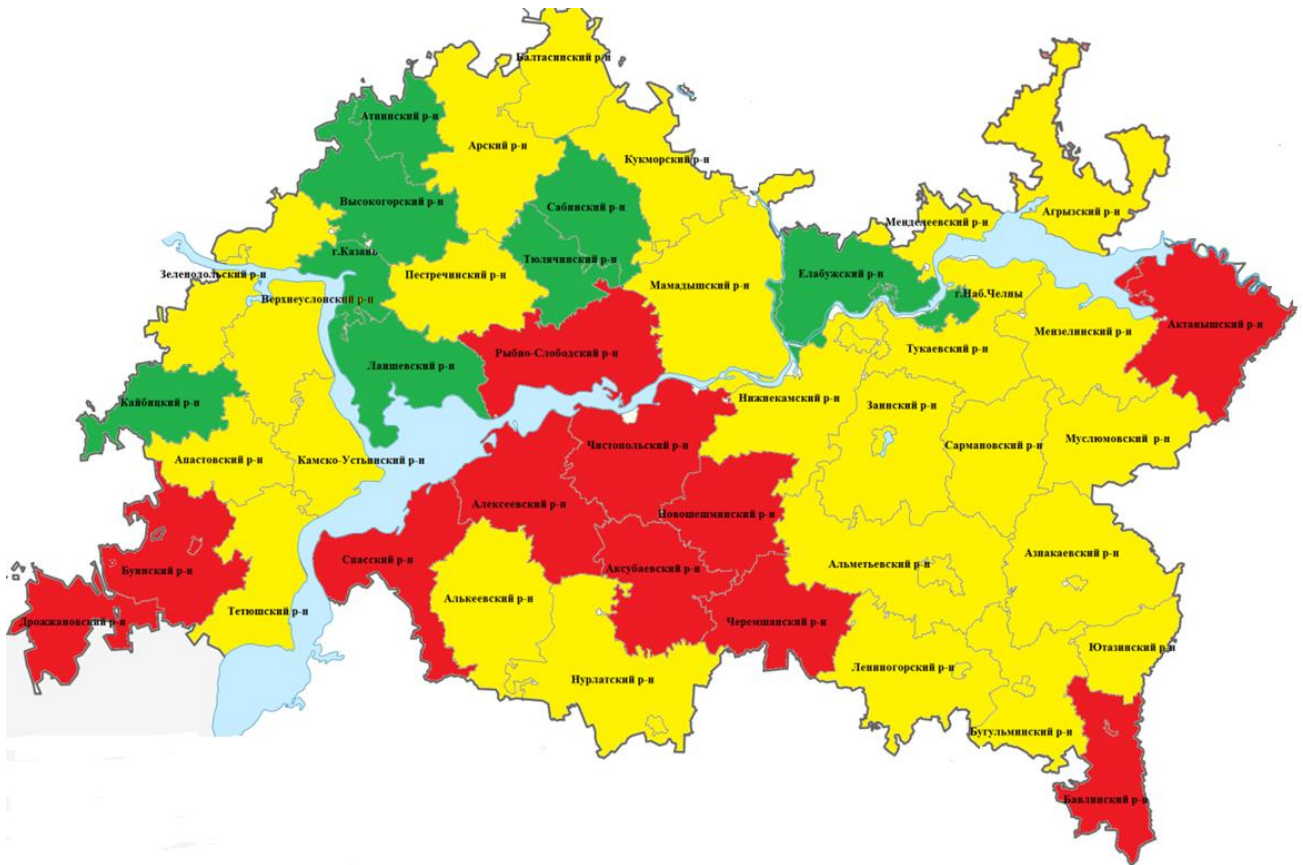 Балтасинский р-н
Атнинский р-н
Арский р-н
Кукморский р-н
Высокогорский р-н
Сабинский р-н
Агрызский р-н
Менделеевский р-н
г.Казань
Тюлячинский р-н
Зеленодольский р-н
Пестречинский р-н
Елабужский р-н
Мамадышский р-н
г.Наб.Челны
Верхнеуслонский р-н
Актанышский р-н
Мензелинский р-н
Рыбно-Слободский р-н
Тукаевский р-н
Лаишевский р-н
Кайбицкий р-н
Нижнекамский р-н
Заинский р-н
Муслюмовский р-н
Чистопольский р-н
Сармановский р-н
Апастовский р-н
Камско-Устьинский р-н
Алексеевский р-н
Новошешминский р-н
Азнакаевский р-н
Спасский р-н
Альметьевский р-н
Буинский р-н
Аксубаевский р-н
Алькеевский р-н
Тетюшский р-н
Дрожжановский р-н
Черемшанский р-н
Ютазинский р-н
Лениногорский р-н
Нурлатский р-н
Бугульминский р-н
Бавлинский р-н